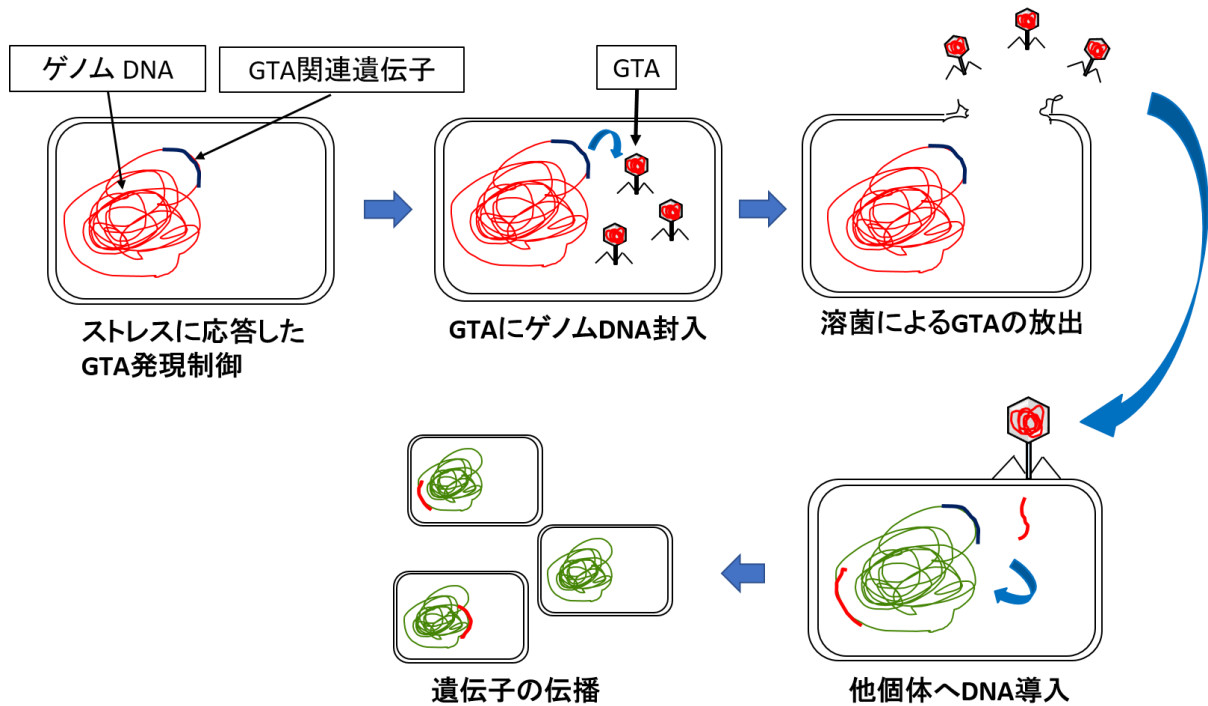 ゲノム DNA
GTA関連遺伝子
GTA
ストレスに応答した
GTA発現制御
GTAにゲノムDNA封入
溶菌によるGTAの放出
遺伝子の伝播
他個体へDNA導入